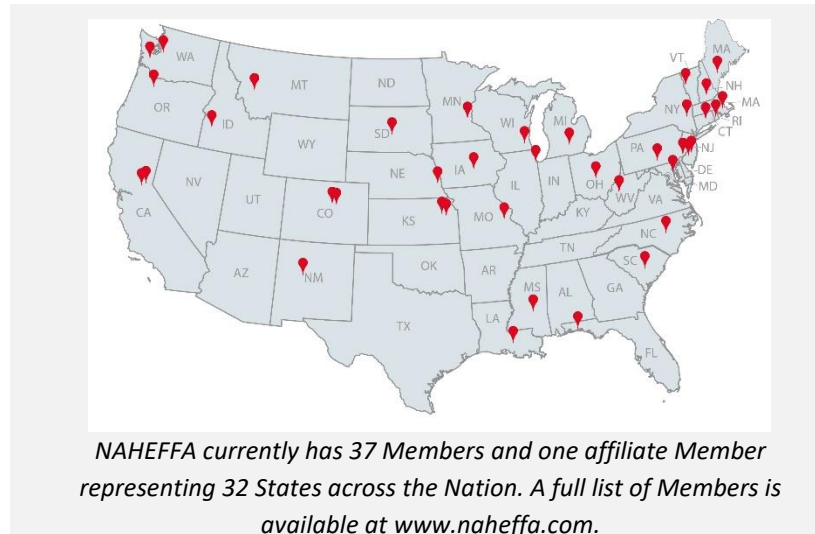 VT
MA
WA
MT
ND
MN
NH
MA
OR
ID
SD
WI
MI
NY
RI
CT
WY
IA
PA
NJ
NE
OH
DE
NV
IL
IN
MD
UT
CO
WV
VA
CA
KS
MO
KY
NC
TN
OK
AR
SC
AZ
NM
MS
AL
GA
LA
TX
FL
NAHEFFA currently has 37 Members and one affiliate Member
representing 32 States across the Nation. A full list of Members is
available at www.naheffa.com.